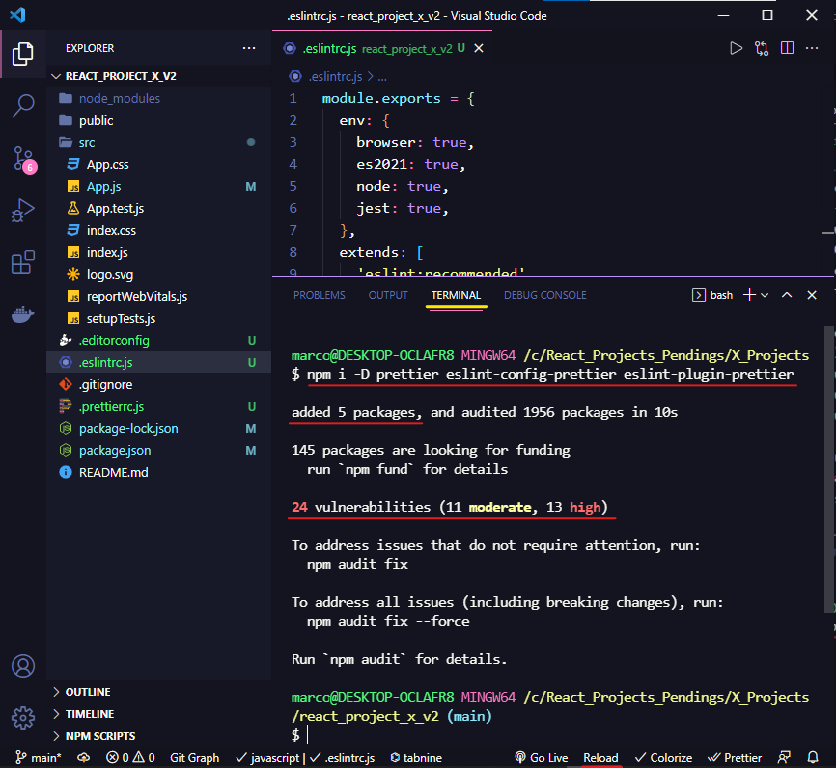 .eslintrc.js - react_project_x_v2 - Visual Studio Code
EXPLORER
REACT_PROJECT_X_V2
node_modules
public
src
App.css
App.js M
App.test.js
index.css
index.js
logo.svg
reportWebVitals.js
setupTests.js
.editorconfig U
.eslintrc.js U
.gitignore
.prettierrc.js U
package-lock.json M
package.json M
README.md
OUTLINE
TIMELINE
NPM SCRIPTS
6
.eslintrc.js react_project_x_v2 U
.eslintrc.js > ...
1 module.exports = {
2 env: {
3 browser: true,
4 es2021: true,
5 node: true,
6 jest: true,
7 },
8 extends: [
9 'eslint:recommended'
PROBLEMS OUTPUT TERMINAL DEBUG CONSOLE bash
marco@DESKTOP-OCLAFR8 MINGW64 /c/React_Projects_Pendings/X_Projects
$ npm i -D prettier eslint-config-prettier eslint-plugin-prettier
added 5 packages, and audited 1956 packages in 10s
145 packages are looking for funding
run `npm fund` for details
24 vulnerabilities (11 moderate, 13 high)
To address issues that do not require attention, run:
npm audit fix
To address all issues (including breaking changes), run:
npm audit fix --force
Run `npm audit` for details.
marco@DESKTOP-OCLAFR8 MINGW64 /c/React_Projects_Pendings/X_Projects
/react_project_x_v2 (main)
$
main* 0 0 Git Graph javascript | .eslintrc.js tabnine Go Live Reload Colorize Prettier